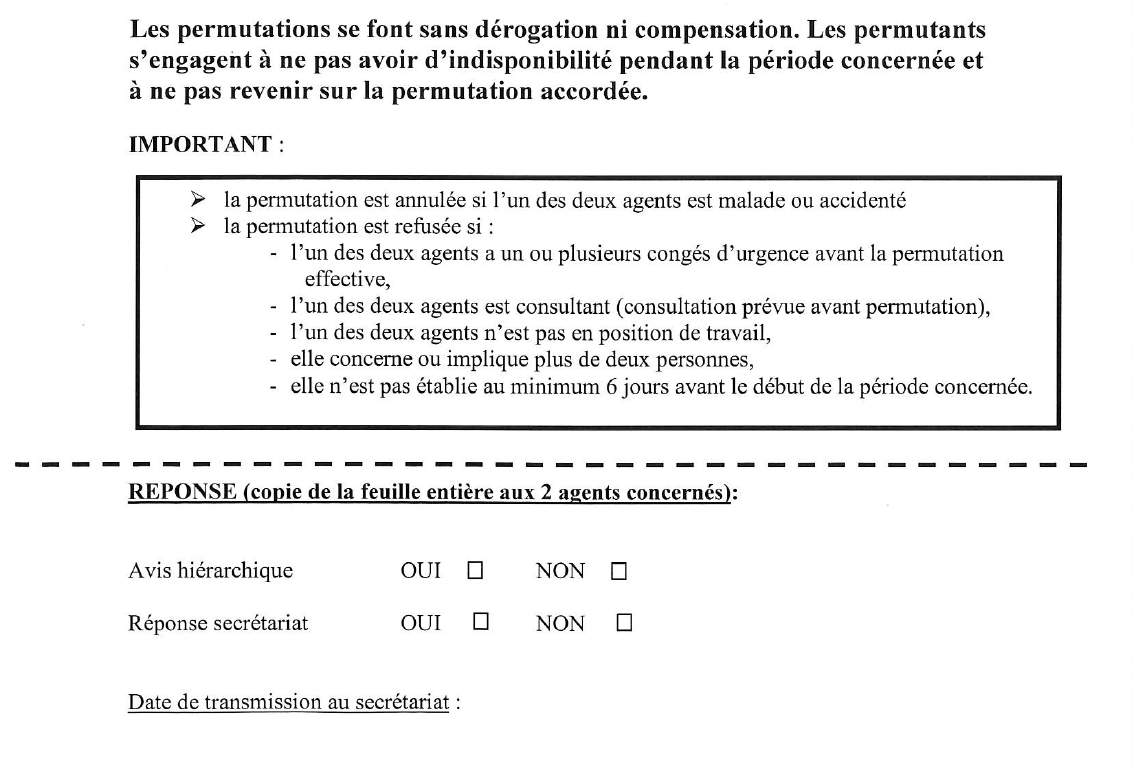 Les permutations se font sans dérogation ni compensation. Les permutants
s'engagent à ne pas avoir d'indisponibilité pendant la période concernée et
à ne pas revenir sur la permutation accordée.
IMPORTANT :
➢ la permutation est annulée si l'un des deux agents est malade ou accidenté
➢ la permutation est refusée si :
- l'un des deux agents a un ou plusieurs congés d'urgence avant la permutation
effective,
- l'un des deux agents est consultant (consultation prévue avant permutation),
- l'un des deux agents n'est pas en position de travail,
- elle concerne ou implique plus de deux personnes,
- elle n'est pas établie au minimum 6 jours avant le début de la période concernée.
REPONSE (copie de la feuille entière aux 2 agents concernés):
Avis hiérarchique OUI ☐ NON ☐
Réponse secrétariat OUI ☐ NON ☐
Date de transmission au secrétariat :